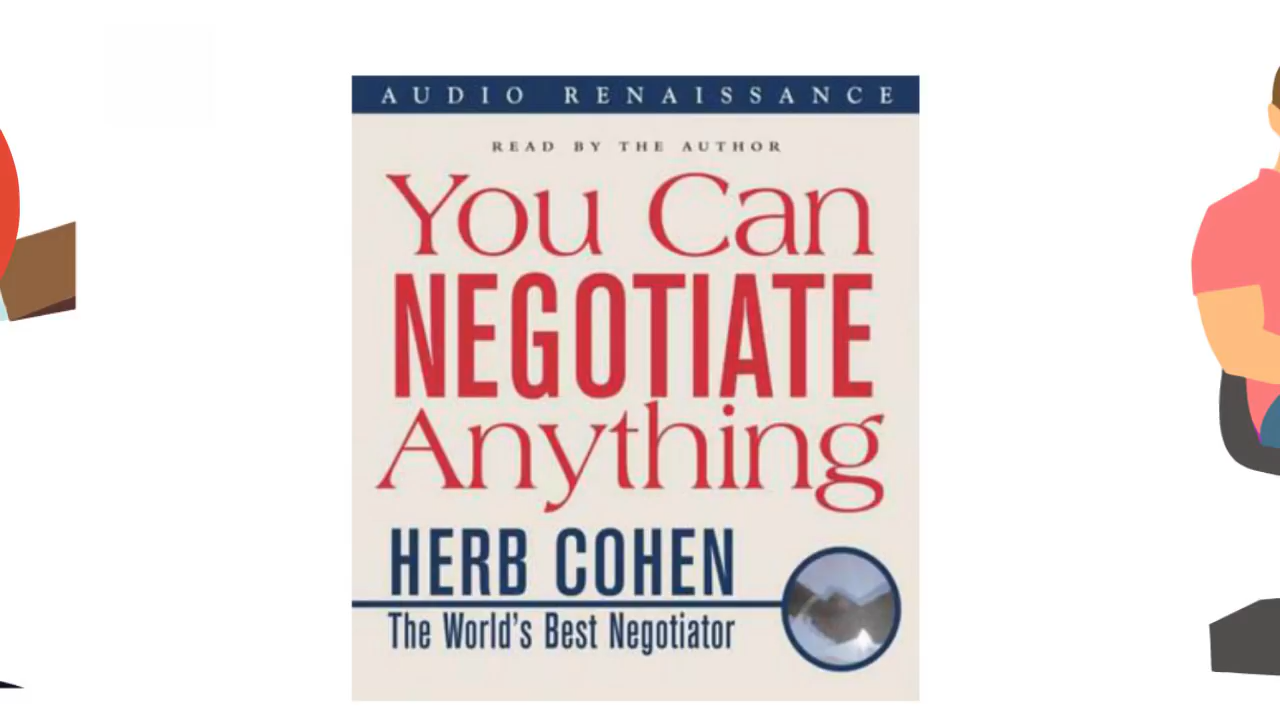 AUDIO RENAISSANCE
READ BY THE AUTHOR
You Can
NEGOTIATE
Anything
HERB COHEN
The World's Best Negotiator